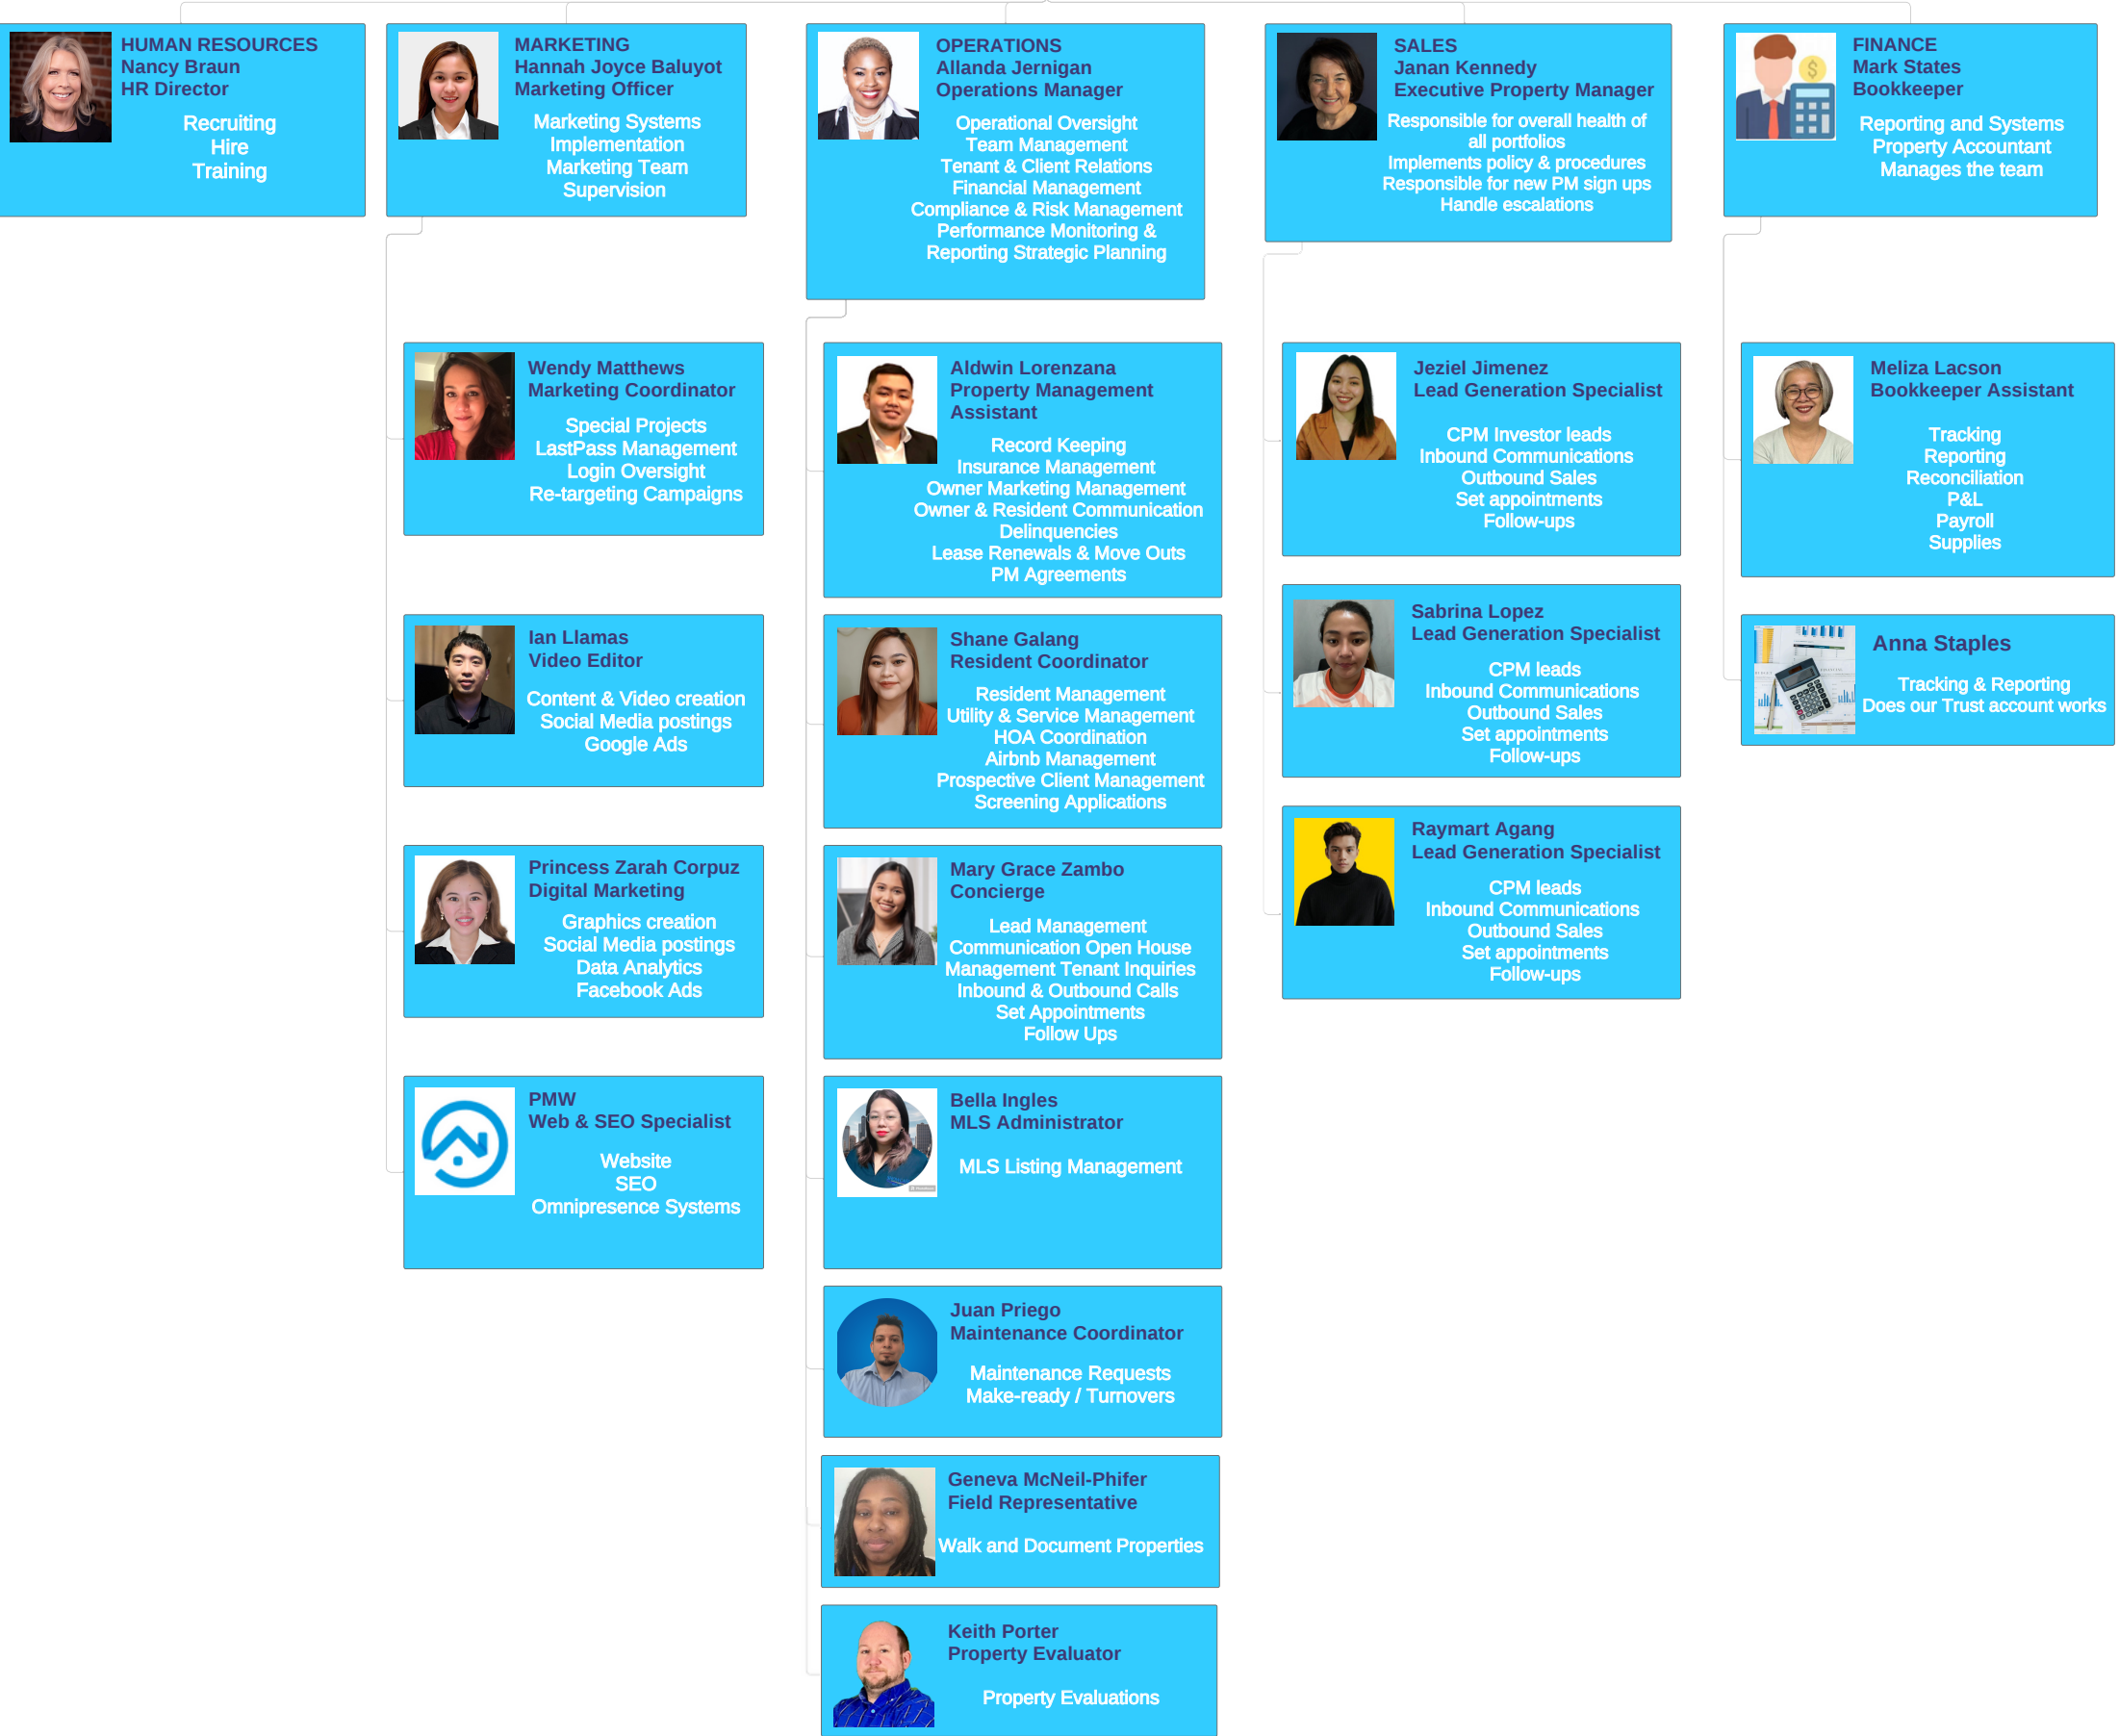 HUMAN RESOURCES
Nancy Braun
HR Director
Recruiting
Hire
Training
MARKETING
Hannah Joyce Baluyot
Marketing Officer
Marketing Systems
Implementation
Marketing Team
Supervision
OPERATIONS
Allanda Jernigan
Operations Manager
Operational Oversight
Team Management
Tenant & Client Relations
Financial Management
Compliance & Risk Management
Performance Monitoring &
Reporting Strategic Planning
SALES
Janan Kennedy
Executive Property Manager
Responsible for overall health of
all portfolios
Implements policy & procedures
Responsible for new PM sign ups
Handle escalations
FINANCE
Mark States
Bookkeeper
Reporting and Systems
Property Accountant
Manages the team
Wendy Matthews
Marketing Coordinator
Special Projects
LastPass Management
Login Oversight
Re-targeting Campaigns
Ian Llamas
Video Editor
Content & Video creation
Social Media postings
Google Ads
Princess Zarah Corpuz
Digital Marketing
Graphics creation
Social Media postings
Data Analytics
Facebook Ads
PMW
Web & SEO Specialist
Website
SEO
Omnipresence Systems
Aldwin Lorenzana
Property Management
Assistant
Record Keeping
Insurance Management
Owner Marketing Management
Owner & Resident Communication
Delinquencies
Lease Renewals & Move Outs
PM Agreements
Shane Galang
Resident Coordinator
Resident Management
Utility & Service Management
HOA Coordination
Airbnb Management
Prospective Client Management
Screening Applications
Mary Grace Zambo
Concierge
Lead Management
Communication Open House
Management Tenant Inquiries
Inbound & Outbound Calls
Set Appointments
Follow Ups
Bella Ingles
MLS Administrator
MLS Listing Management
Juan Priego
Maintenance Coordinator
Maintenance Requests
Make-ready / Turnovers
Geneva McNeil-Phifer
Field Representative
Walk and Document Properties
Keith Porter
Property Evaluator
Property Evaluations
Jeziel Jimenez
Lead Generation Specialist
CPM Investor leads
Inbound Communications
Outbound Sales
Set appointments
Follow-ups
Sabrina Lopez
Lead Generation Specialist
CPM leads
Inbound Communications
Outbound Sales
Set appointments
Follow-ups
Raymart Agang
Lead Generation Specialist
CPM leads
Inbound Communications
Outbound Sales
Set appointments
Follow-ups
Meliza Lacson
Bookkeeper Assistant
Tracking
Reporting
Reconciliation
P&L
Payroll
Supplies
Anna Staples
Tracking & Reporting
Does our Trust account works